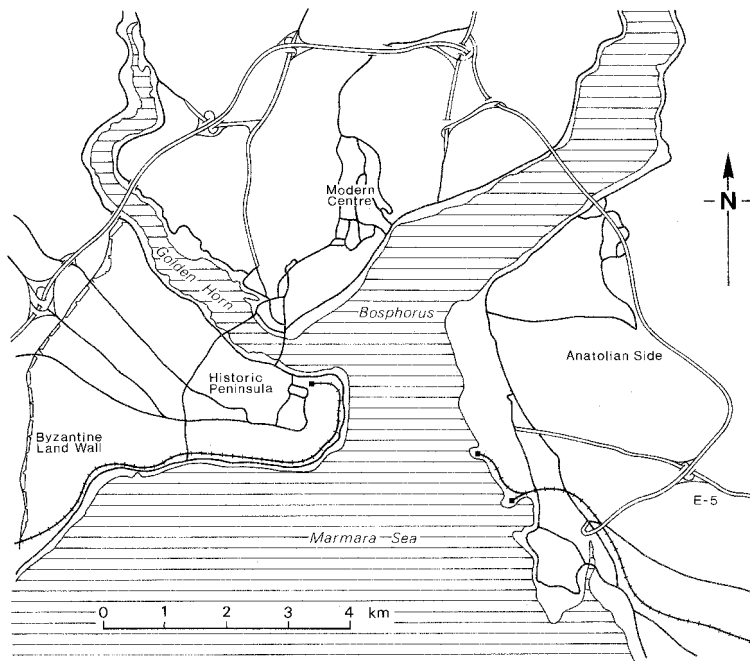 Modern
Centre
N
Golden Horn
Bosphorus
Anatolian Side
Historic
Peninsula
Byzantine
Land Wall
E-5
Marmara Sea
0 1 2 3 4 km